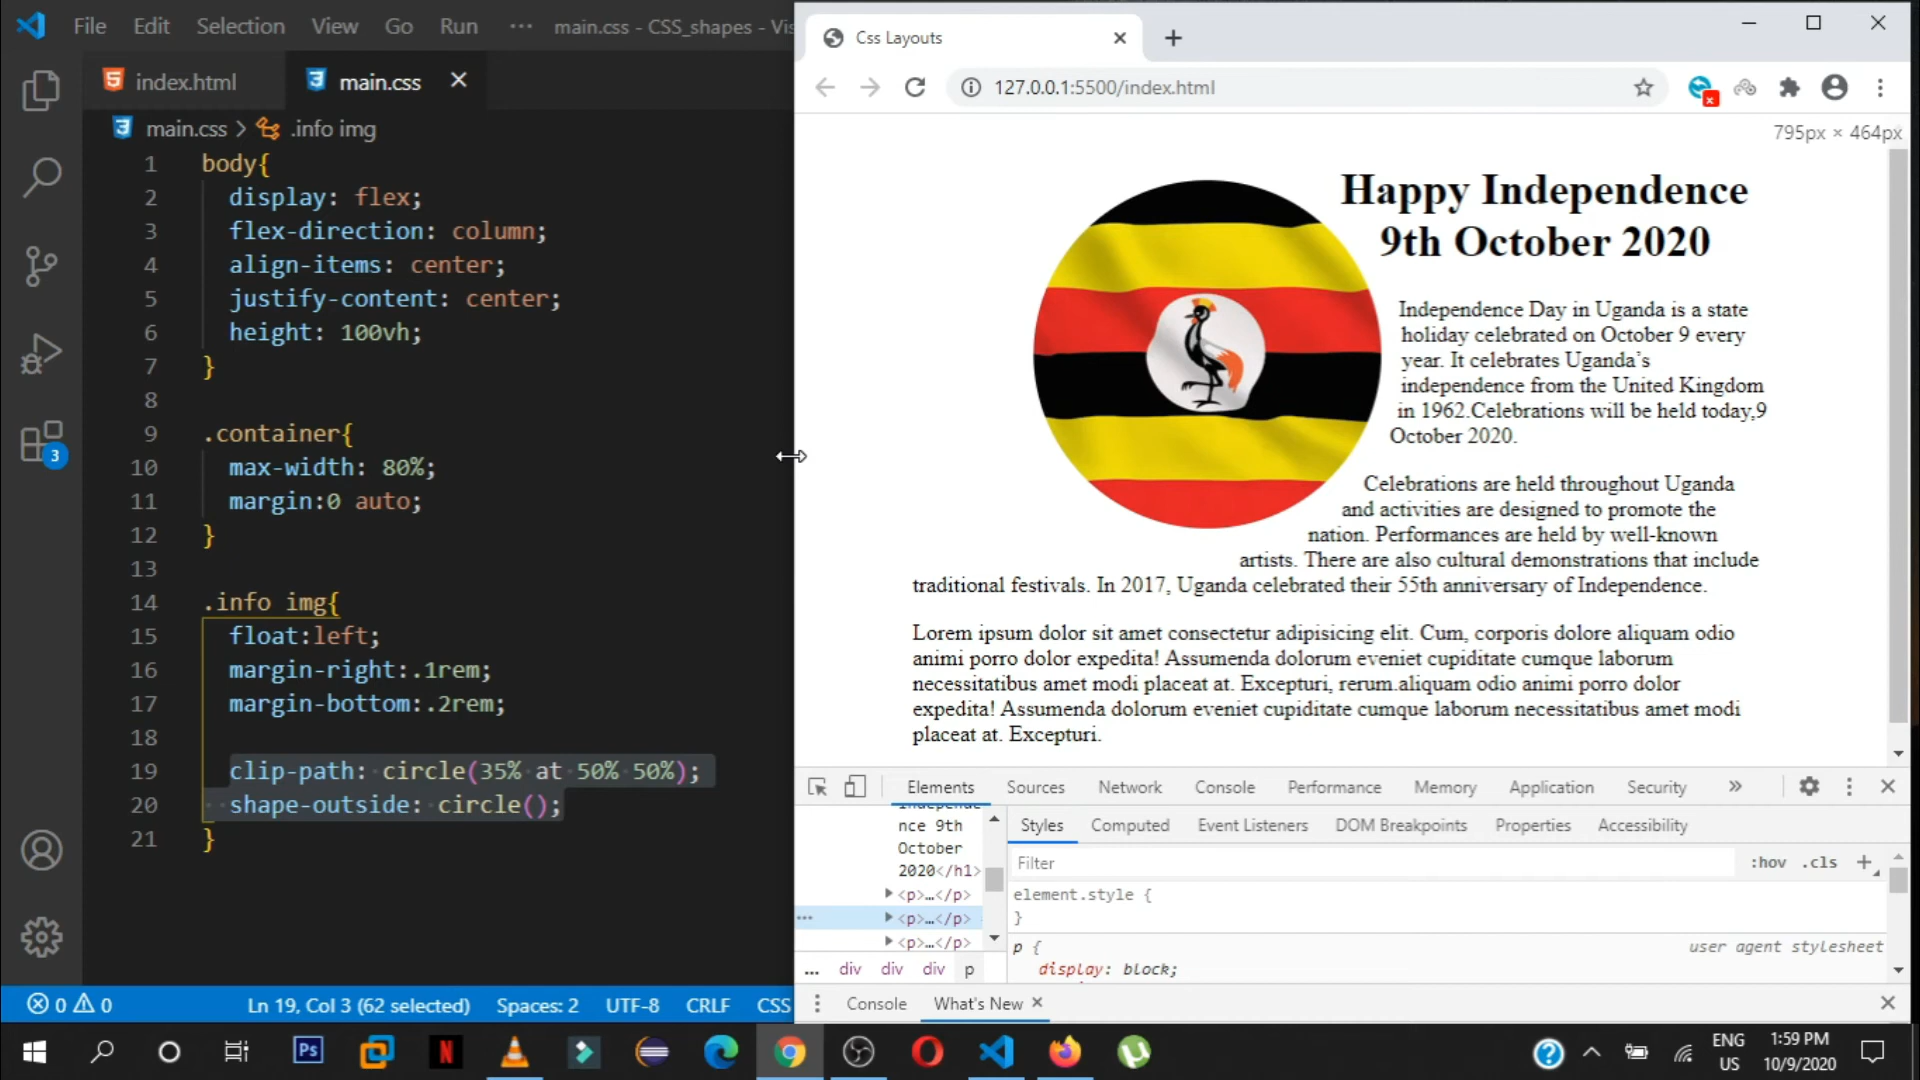 File Edit Selection View Go Run ··· main.css - CSS_shapes - Vis
index.html main.css
main.css > .info img
1 body{
2 display: flex;
3 flex-direction: column;
4 align-items: center;
5 justify-content: center;
6 height: 100vh;
7 }
8
9 .container{
10 max-width: 80%;
11 margin:0 auto;
12 }
13
14 .info img{
15 float:left;
16 margin-right:.1rem;
17 margin-bottom:.2rem;
18
19 clip-path: circle(35% at 50% 50%);
20 shape-outside: circle();
21 }
3
0 0 Ln 19, Col 3 (62 selected) Spaces: 2 UTF-8 CRLF CSS
Css Layouts
127.0.0.1:5500/index.html
795px × 464px
Happy Independence
9th October 2020
Independence Day in Uganda is a state
holiday celebrated on October 9 every
year. It celebrates Uganda’s
independence from the United Kingdom
in 1962.Celebrations will be held today,9
October 2020.
Celebrations are held throughout Uganda
and activities are designed to promote the
nation. Performances are held by well-known
artists. There are also cultural demonstrations that include
traditional festivals. In 2017, Uganda celebrated their 55th anniversary of Independence.
Lorem ipsum dolor sit amet consectetur adipisicing elit. Cum, corporis dolore aliquam odio
animi porro dolor expedita! Assumenda dolorum eveniet cupiditate cumque laborum
necessitatibus amet modi placeat at. Excepturi, rerum.aliquam odio animi porro dolor
expedita! Assumenda dolorum eveniet cupiditate cumque laborum necessitatibus amet modi
placeat at. Excepturi.
Elements Sources Network Console Performance Memory Application Security »
nce 9th
October
2020</h1>
<p>…</p>
<p>…</p>
<p>…</p>
... div div div p
Styles Computed Event Listeners DOM Breakpoints Properties Accessibility
Filter :hov .cls +
element.style {
}
p { user agent stylesheet
display: block;
Console What's New
Ps N ENG US 1:59 PM 10/9/2020